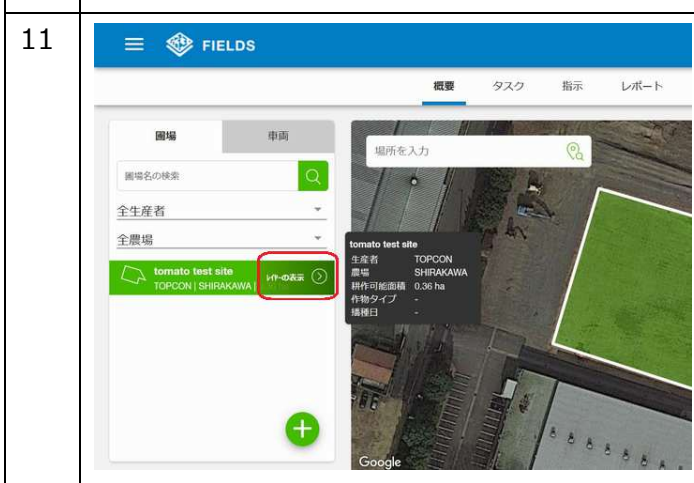 11
FIELDS
概要 タスク 指示 レポート
圃場 車両
圃場名の検索
場所を入力
全生産者
全農場
tomato test site
TOPCON | SHIRAKAWA |
ﾚｲﾔｰの表示
tomato test site
生産者 TOPCON
農場 SHIRAKAWA
耕作可能面積 0.36 ha
作物タイプ -
播種日 -
Google